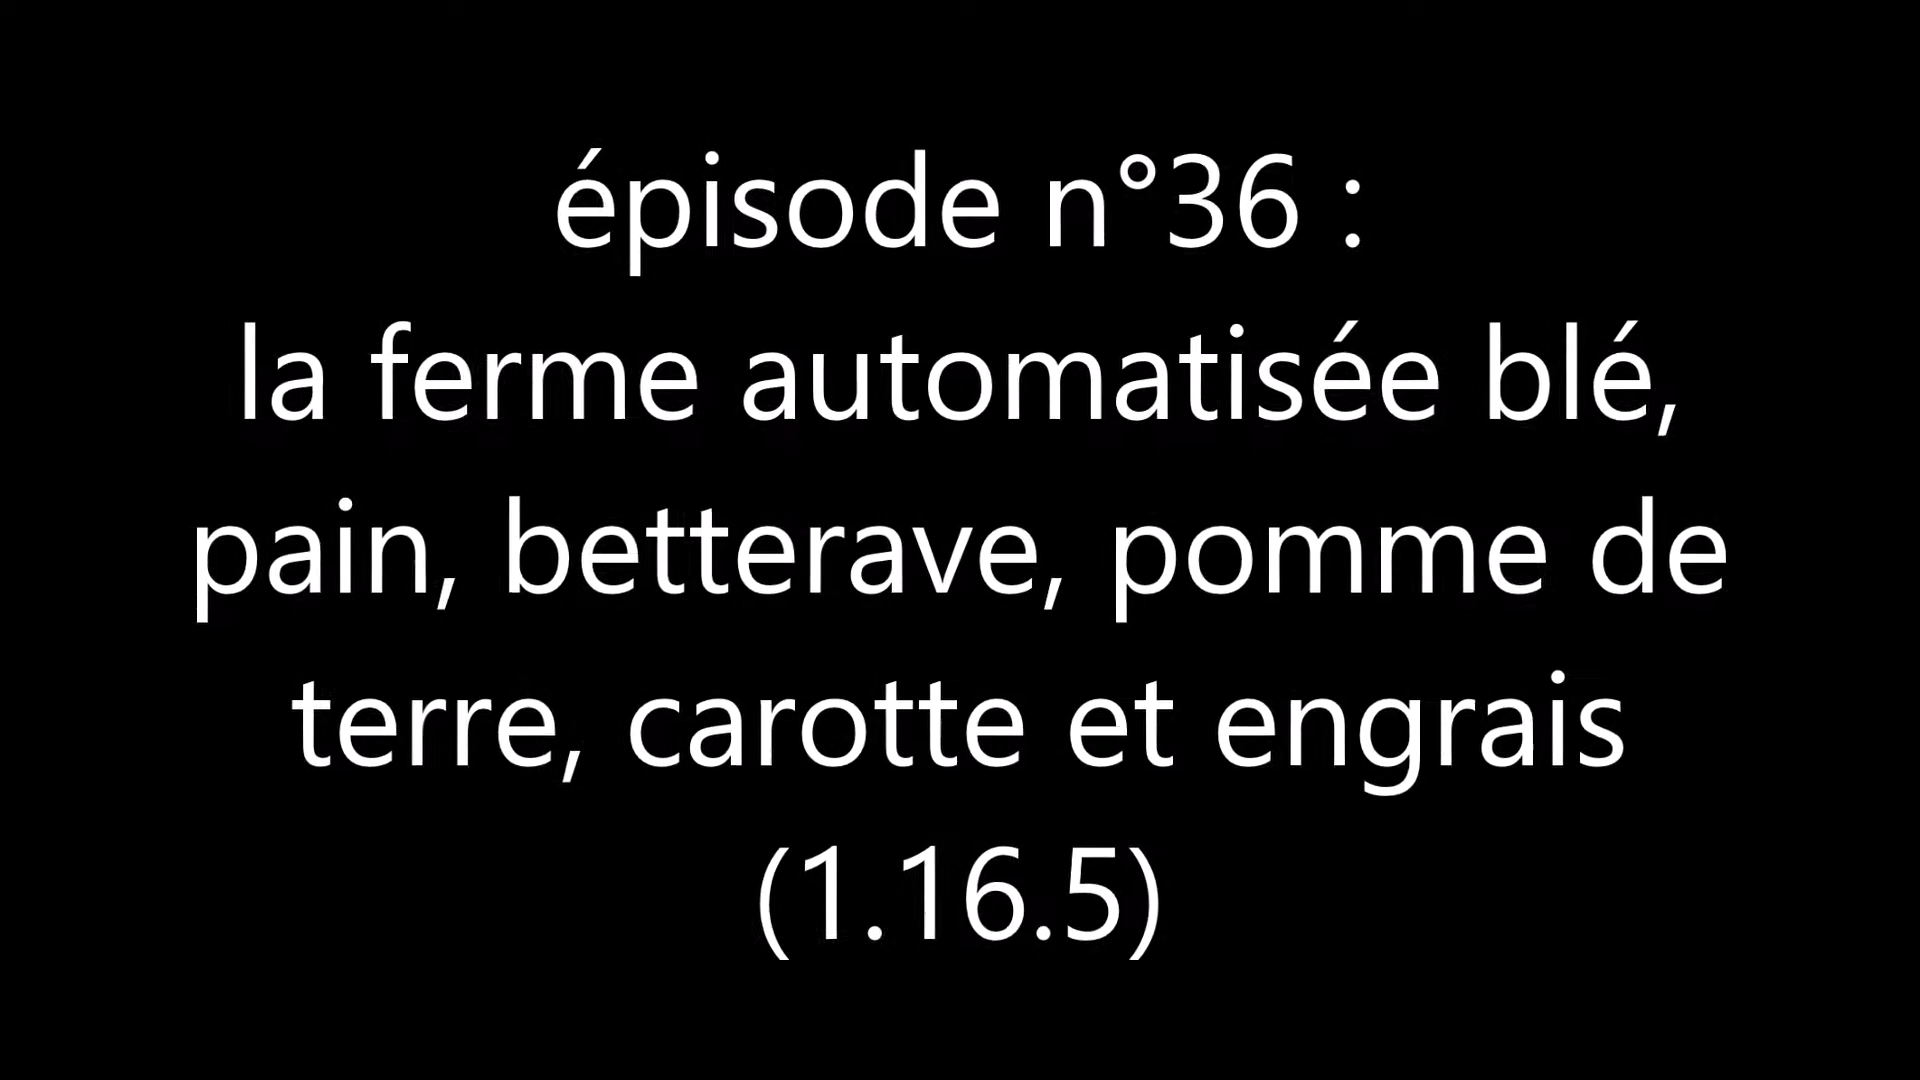 épisode n°36 :
la ferme automatisée blé,
pain, betterave, pomme de
terre, carotte et engrais
(1.16.5)